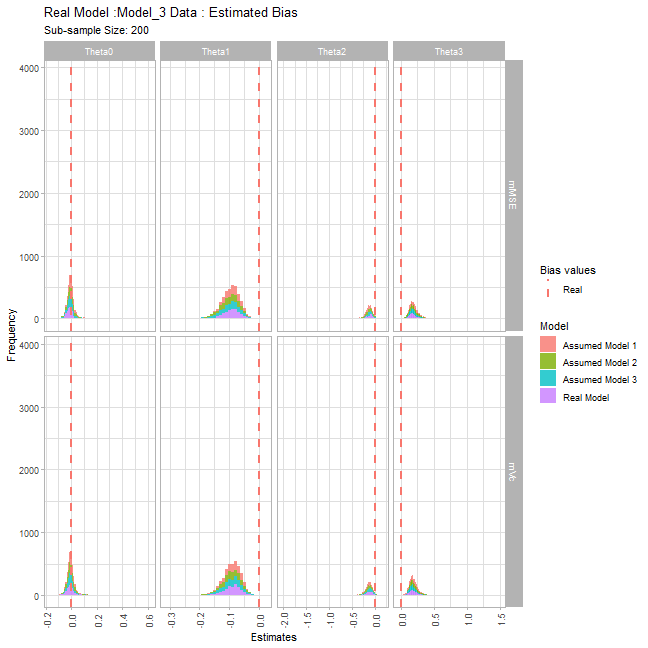 Real Model :Model_3 Data : Estimated Bias
Sub-sample Size: 200
Theta0 Theta1 Theta2 Theta3
4000
3000
2000
1000
0
mMSE
Frequency
4000
3000
2000
1000
0
mVc
-0.2 0.0 0.2 0.4 0.6 -0.3 -0.2 -0.1 0.0 -2.0 -1.5 -1.0 -0.5 0.0 0.0 0.5 1.0 1.5
Estimates
Bias values
Real
Model
Assumed Model 1
Assumed Model 2
Assumed Model 3
Real Model